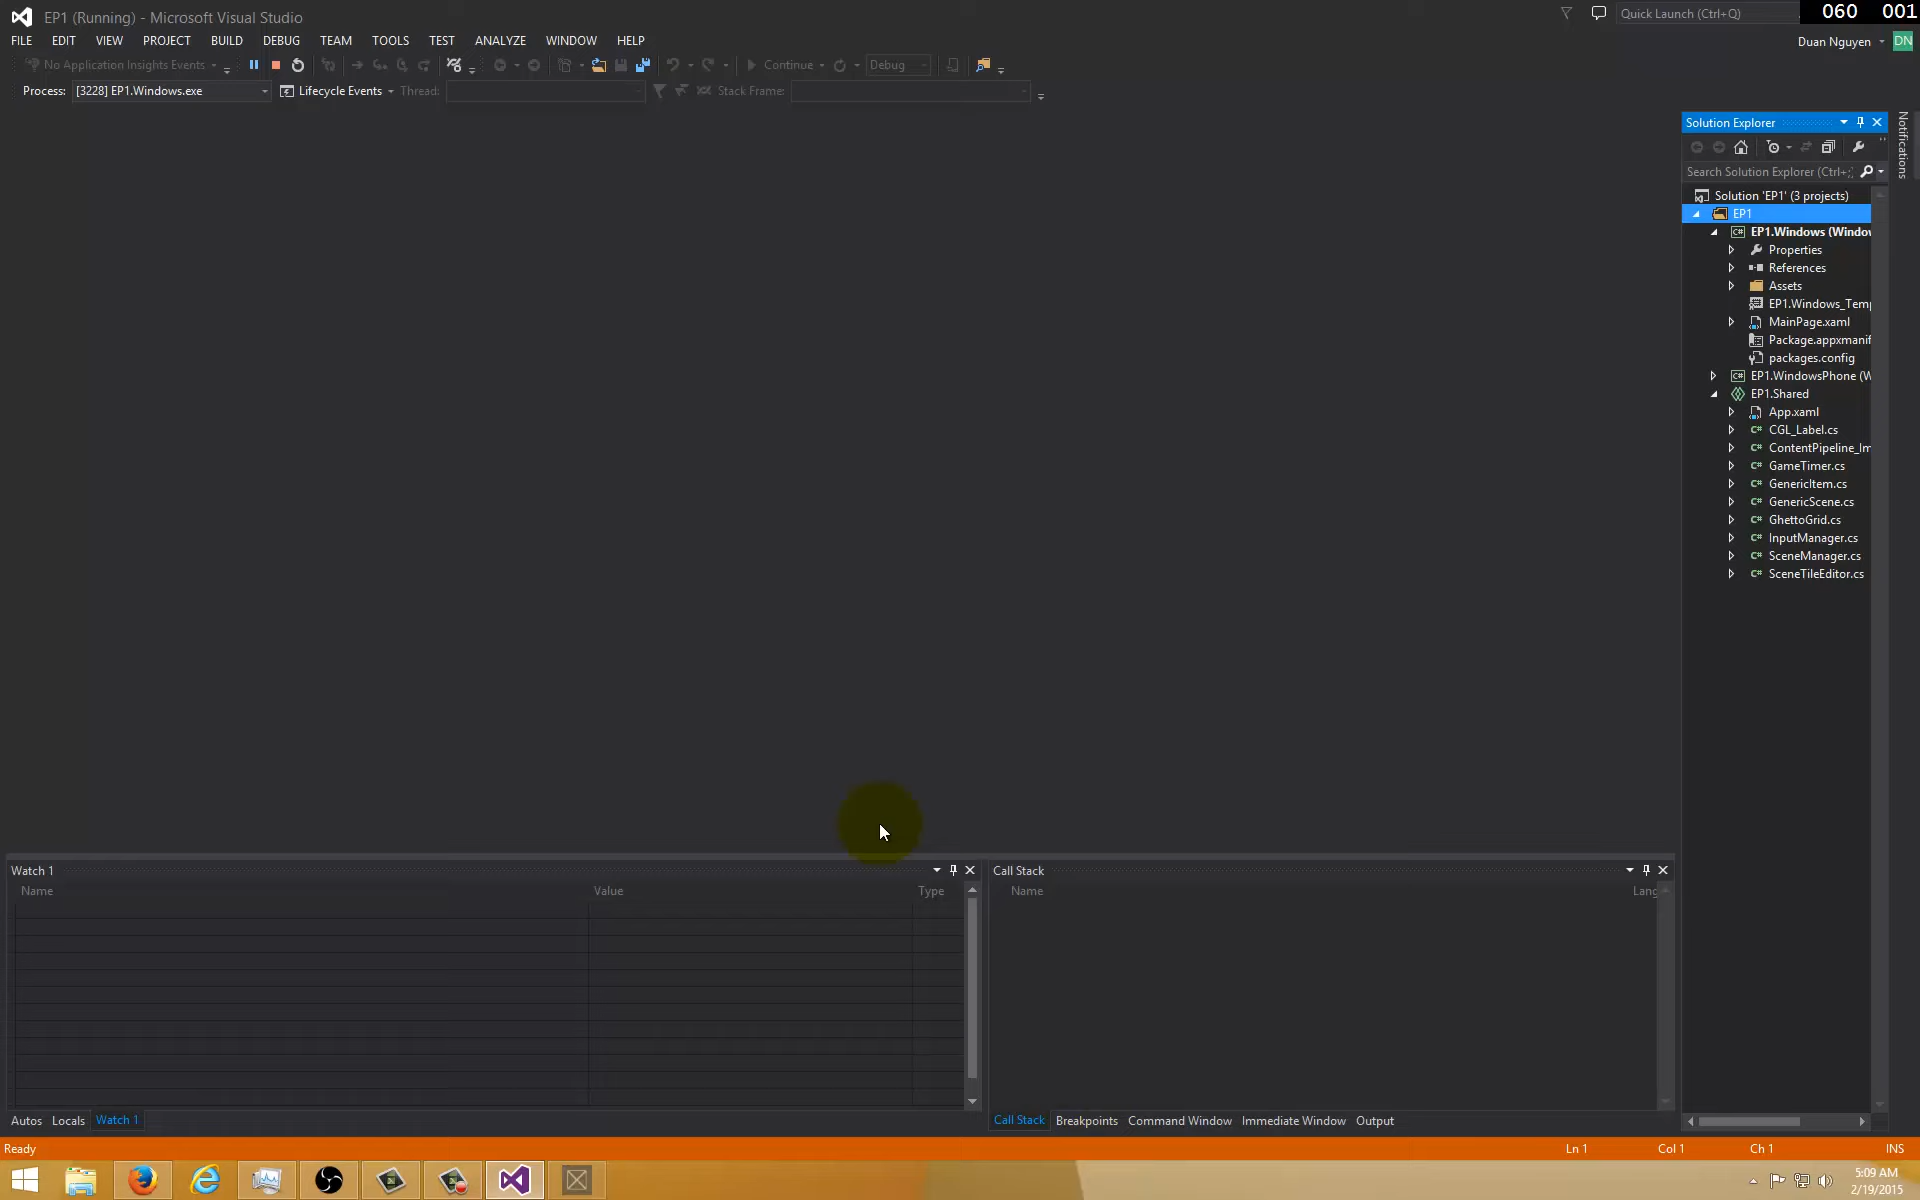 EP1 (Running) - Microsoft Visual Studio
Quick Launch (Ctrl+Q)
060 001
FILE EDIT VIEW PROJECT BUILD DEBUG TEAM TOOLS TEST ANALYZE WINDOW HELP
Duan Nguyen DN
No Application Insights Events
Continue
Debug
Process: [3228] EP1.Windows.exe
Lifecycle Events
Thread:
Stack Frame:
Notifications
Solution Explorer
Search Solution Explorer (Ctrl+;
Solution 'EP1' (3 projects)
EP1
EP1.Windows (Window
Properties
References
Assets
EP1.Windows_Temp
MainPage.xaml
Package.appxmanif
packages.config
EP1.WindowsPhone (W
EP1.Shared
App.xaml
C# CGL_Label.cs
C# ContentPipeline_Im
C# GameTimer.cs
C# GenericItem.cs
C# GenericScene.cs
C# GhettoGrid.cs
C# InputManager.cs
C# SceneManager.cs
C# SceneTileEditor.cs
Watch 1
Name Value Type
Autos Locals Watch 1
Call Stack
Name Lang
Call Stack Breakpoints Command Window Immediate Window Output
Ready
Ln 1 Col 1 Ch 1 INS
5:09 AM
2/19/2015